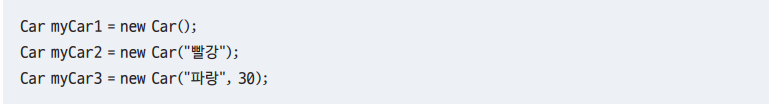 Car myCar1 = new Car();
Car myCar2 = new Car("빨강");
Car myCar3 = new Car("파랑", 30);